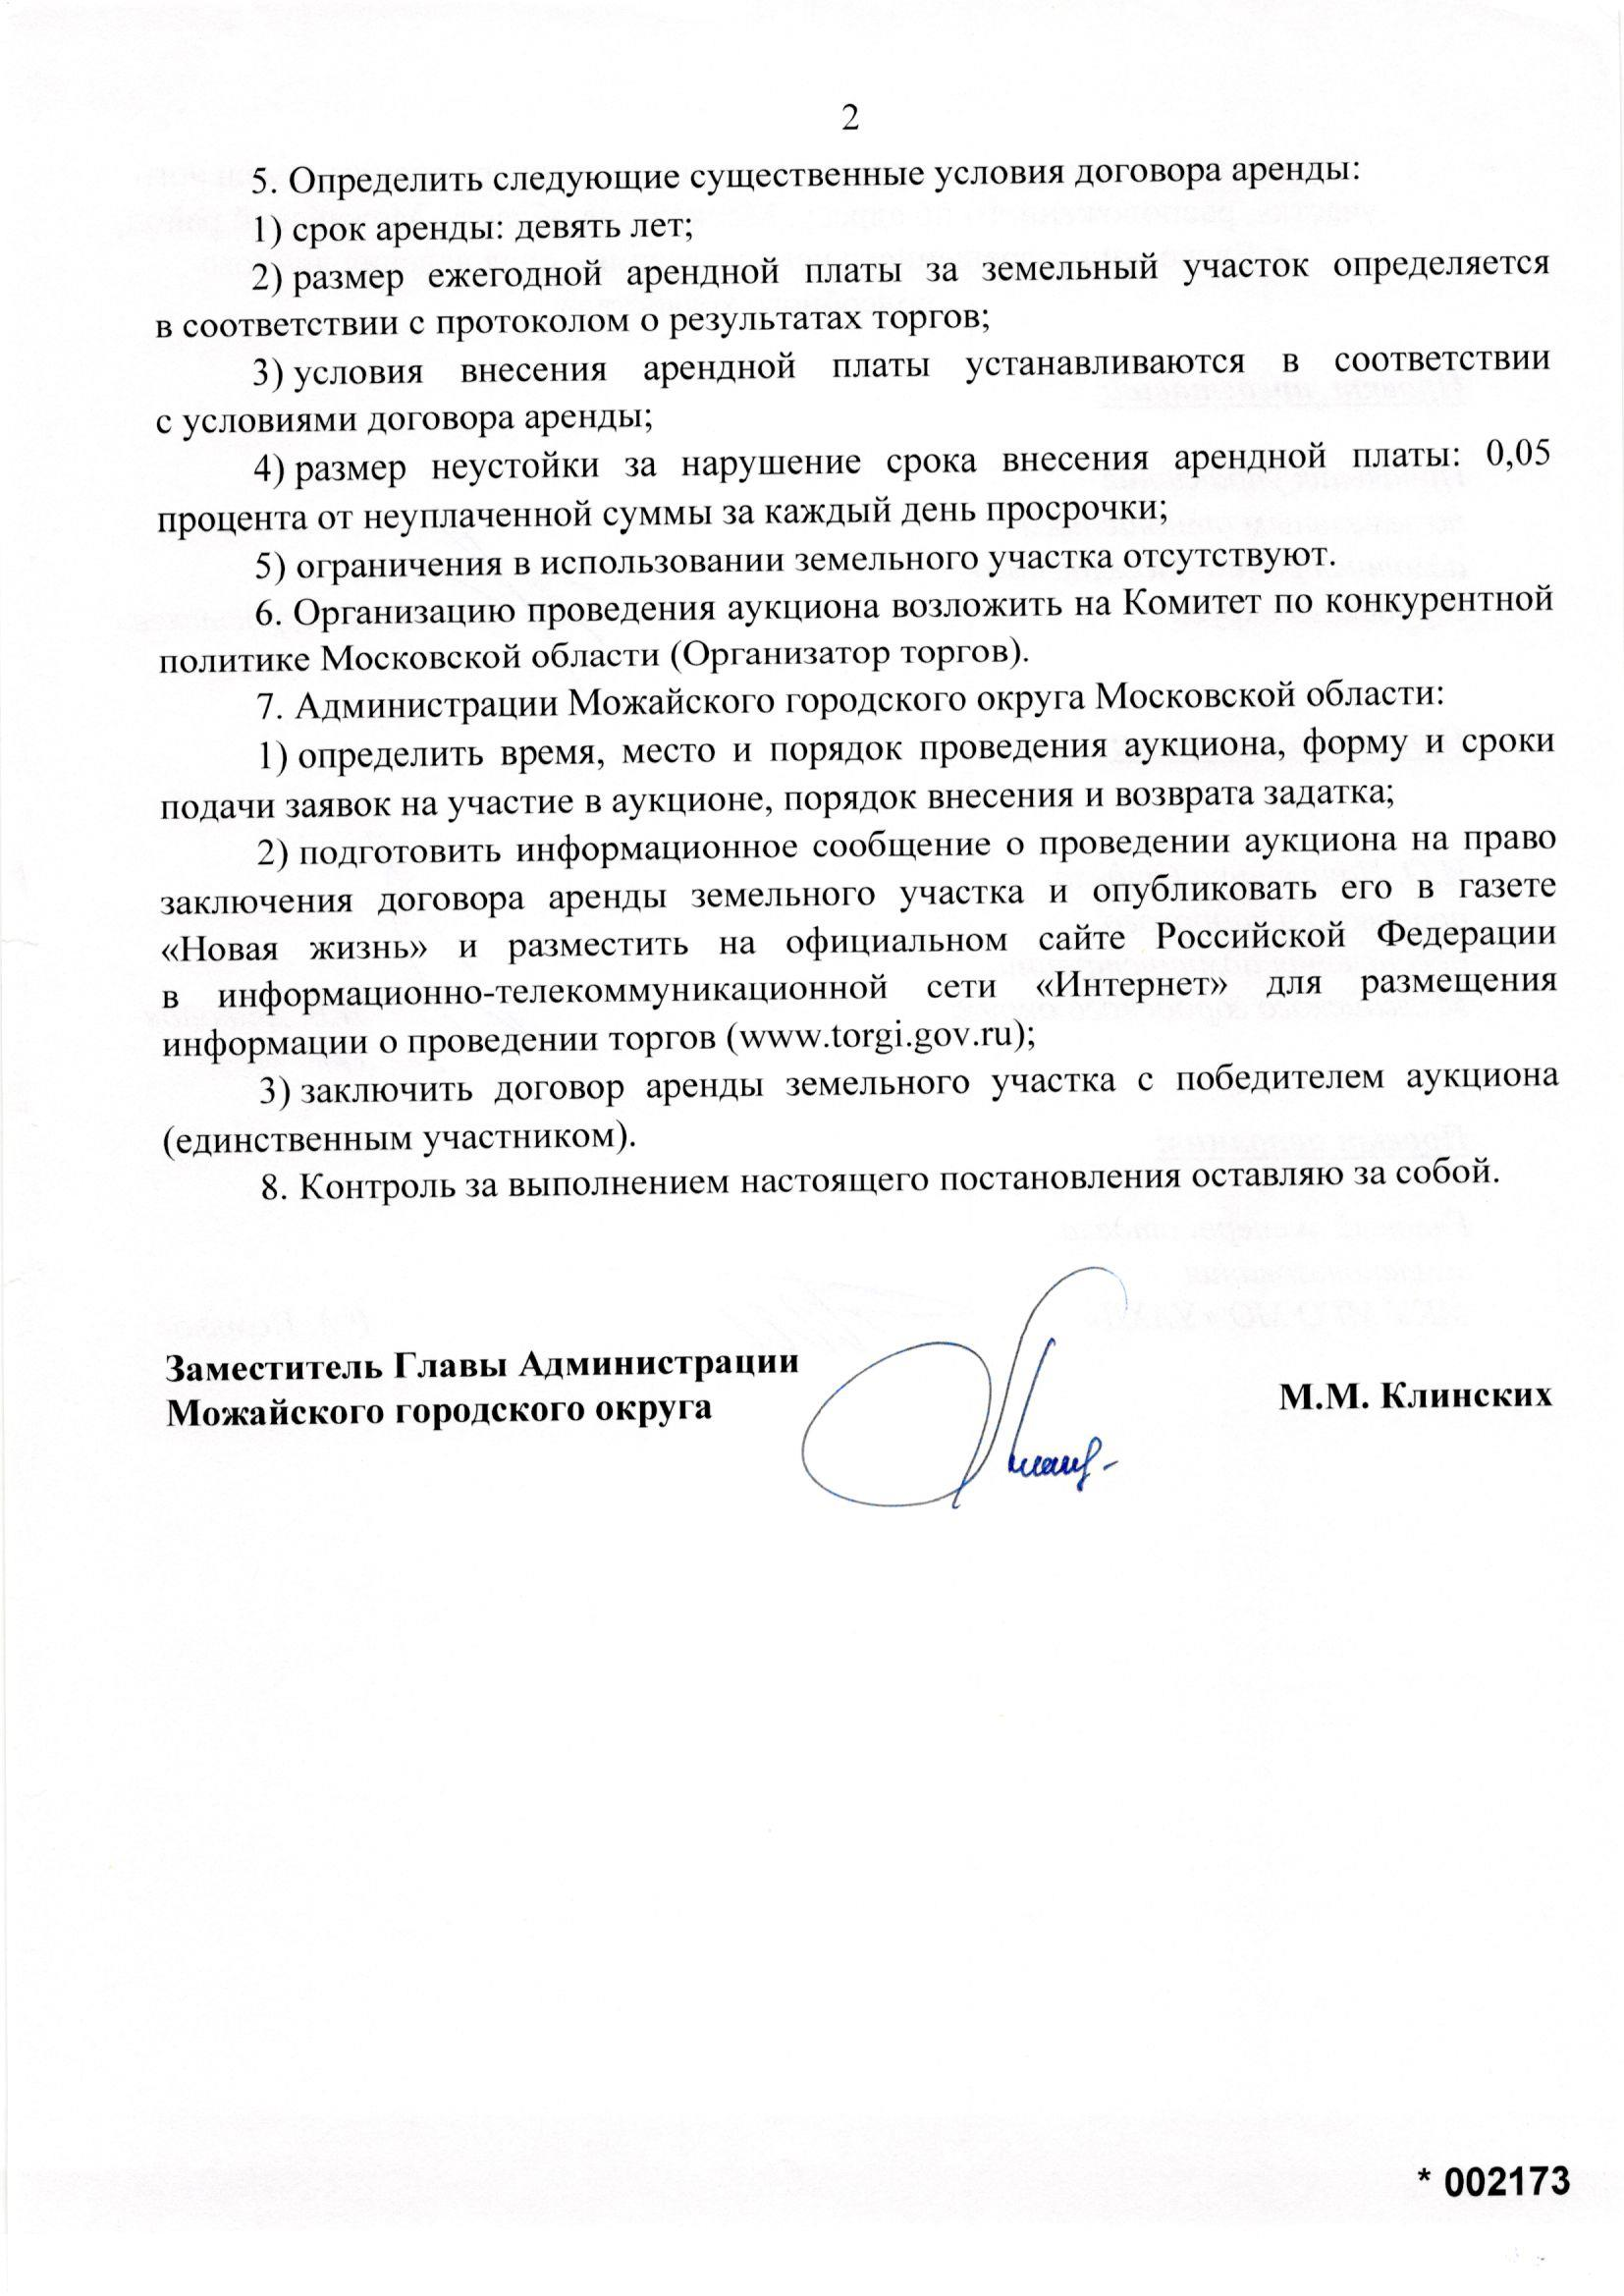 2
5. Определить следующие существенные условия договора аренды:
1) срок аренды: девять лет;
2) размер ежегодной арендной платы за земельный участок определяется
в соответствии с протоколом о результатах торгов;
3) условия внесения арендной платы устанавливаются в соответствии
с условиями договора аренды;
4) размер неустойки за нарушение срока внесения арендной платы: 0,05
процента от неуплаченной суммы за каждый день просрочки;
5) ограничения в использовании земельного участка отсутствуют.
6. Организацию проведения аукциона возложить на Комитет по конкурентной
политике Московской области (Организатор торгов).
7. Администрации Можайского городского округа Московской области:
1) определить время, место и порядок проведения аукциона, форму и сроки
подачи заявок на участие в аукционе, порядок внесения и возврата задатка;
2) подготовить информационное сообщение о проведении аукциона на право
заключения договора аренды земельного участка и опубликовать его в газете
«Новая жизнь» и разместить на официальном сайте Российской Федерации
в информационно-телекоммуникационной сети «Интернет» для размещения
информации о проведении торгов (www.torgi.gov.ru);
3) заключить договор аренды земельного участка с победителем аукциона
(единственным участником).
8. Контроль за выполнением настоящего постановления оставляю за собой.
Заместитель Главы Администрации
Можайского городского округа
М.М. Клинских
* 002173